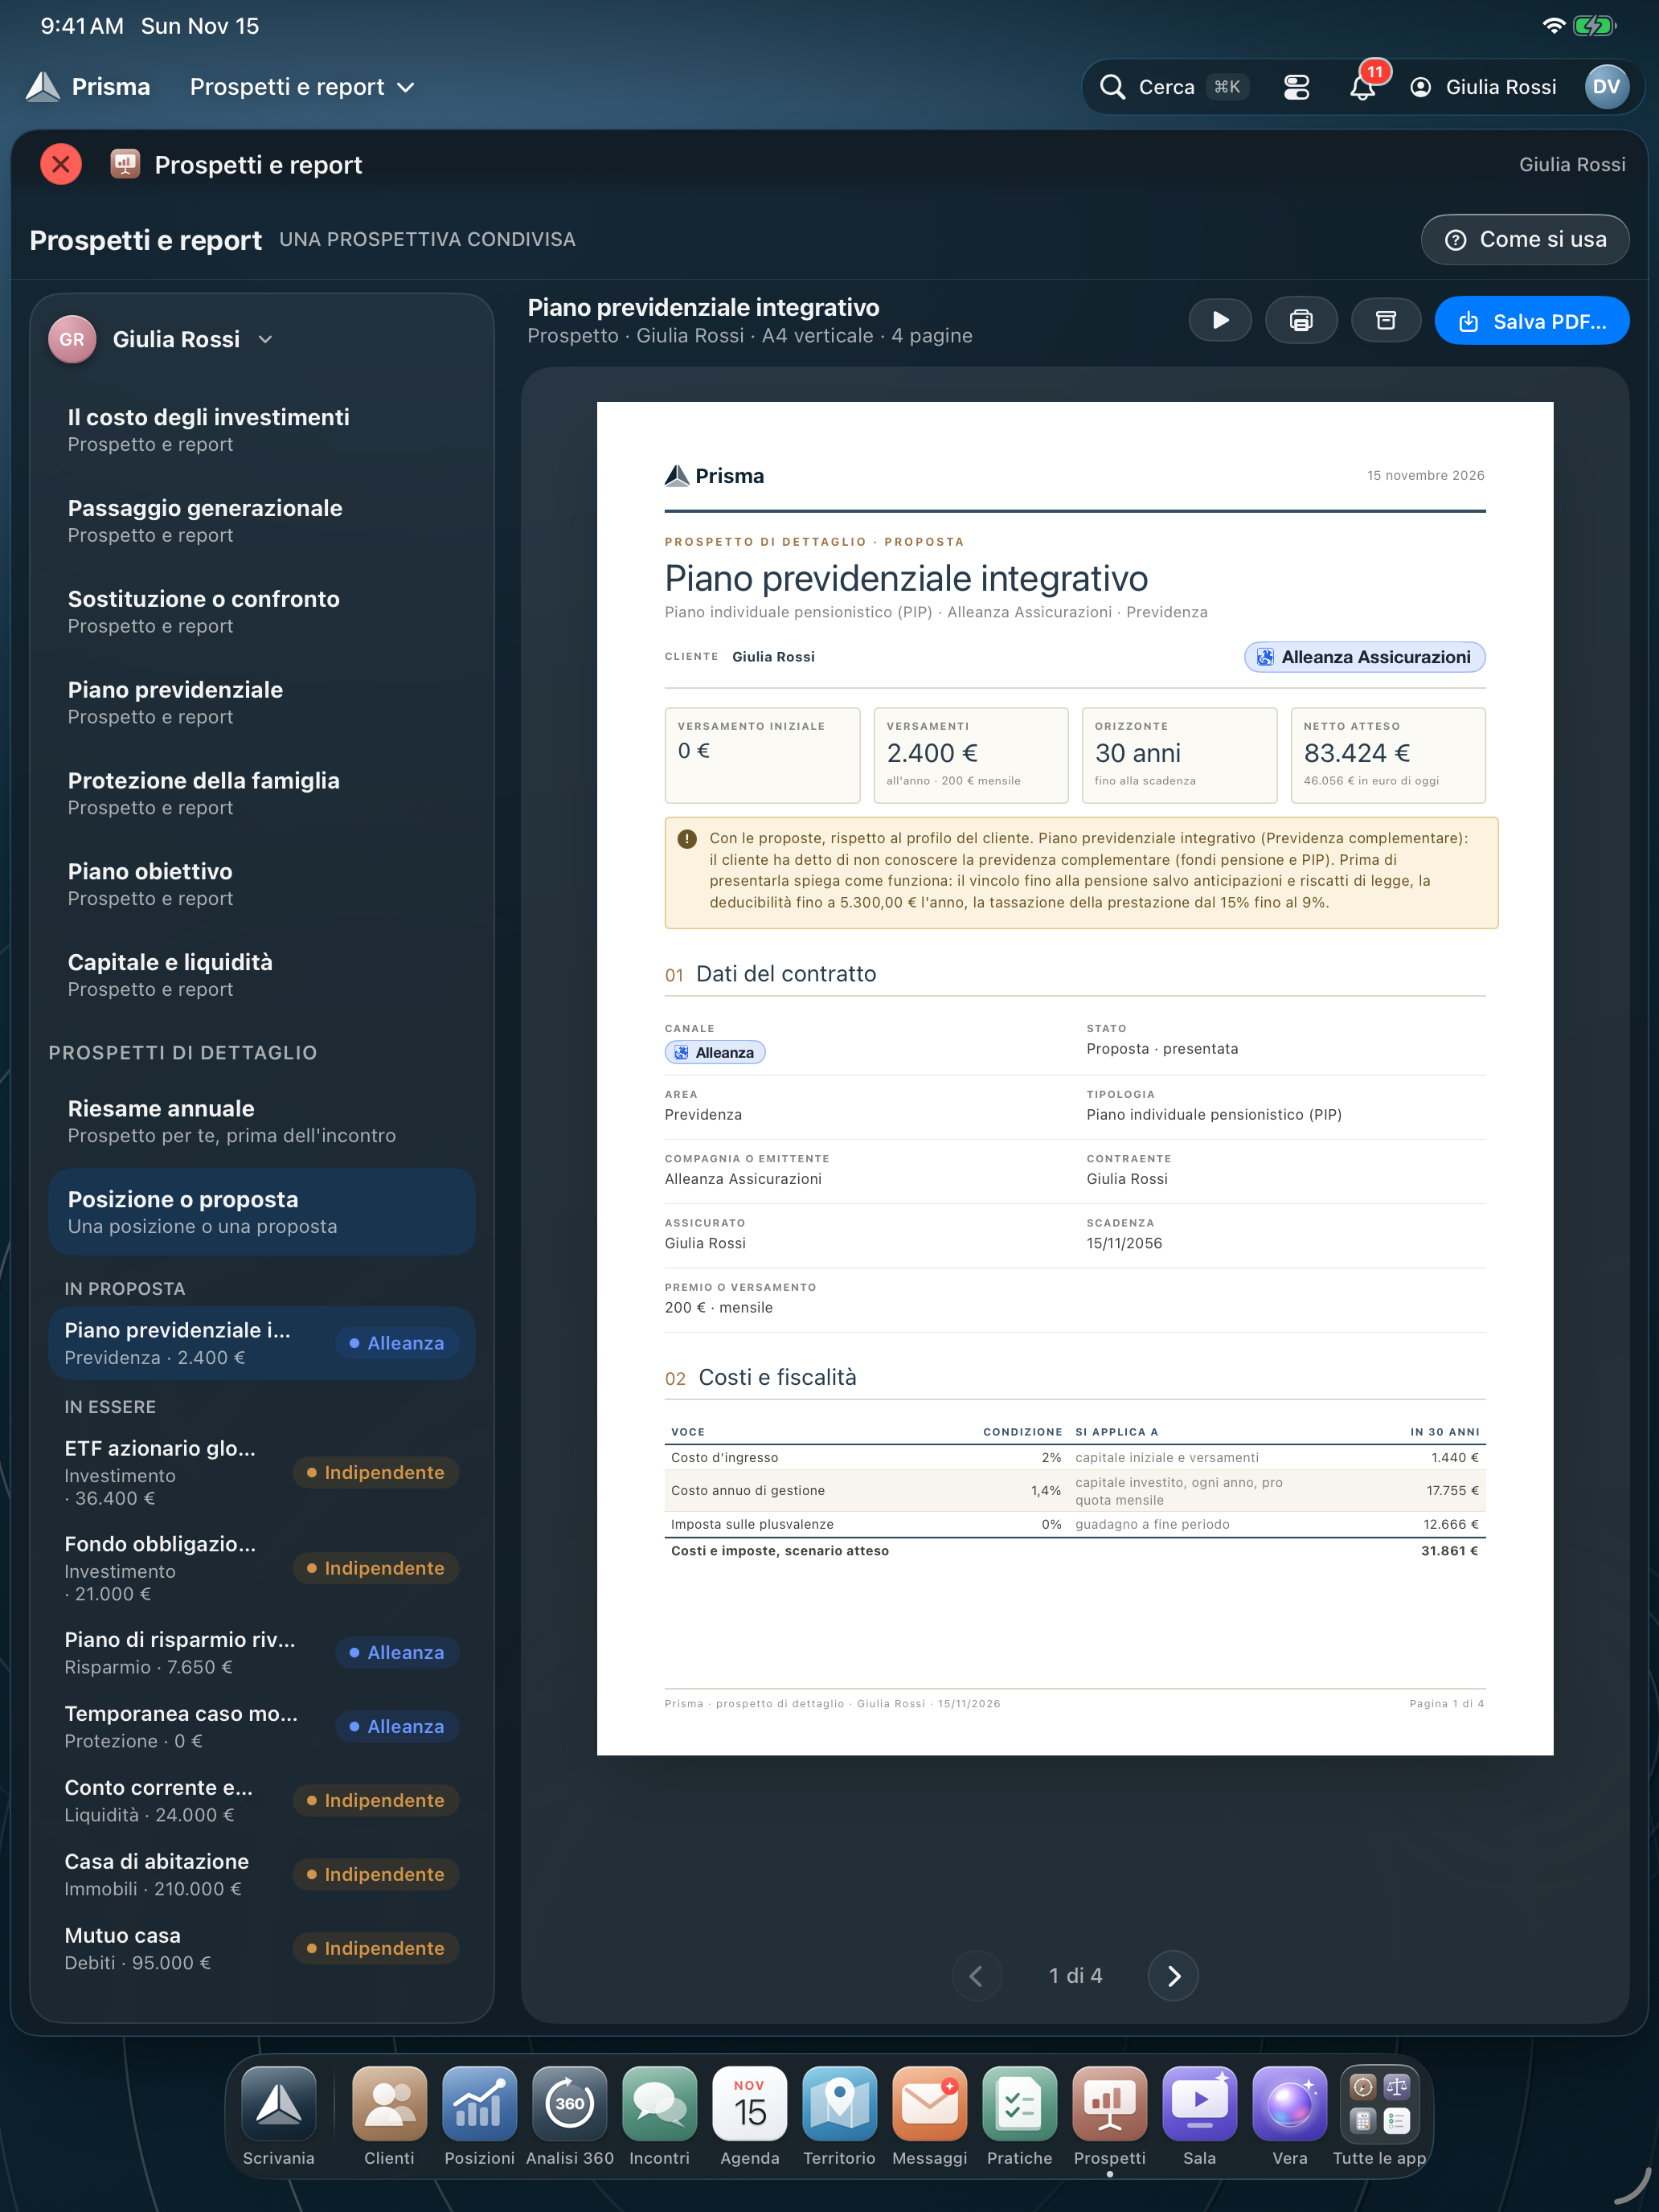 9:41 AM Sun Nov 15
Prisma
Prospetti e report
Cerca ⌘K
11
Giulia Rossi
DV
Prospetti e report
Giulia Rossi
Prospetti e report UNA PROSPETTIVA CONDIVISA
Come si usa
GR
Giulia Rossi
Il costo degli investimenti
Prospetto e report
Passaggio generazionale
Prospetto e report
Sostituzione o confronto
Prospetto e report
Piano previdenziale
Prospetto e report
Protezione della famiglia
Prospetto e report
Piano obiettivo
Prospetto e report
Capitale e liquidità
Prospetto e report
PROSPETTI DI DETTAGLIO
Riesame annuale
Prospetto per te, prima dell'incontro
Posizione o proposta
Una posizione o una proposta
IN PROPOSTA
Piano previdenziale i...
Previdenza · 2.400 €
Alleanza
IN ESSERE
ETF azionario glo...
Investimento
· 36.400 €
Indipendente
Fondo obbligazio...
Investimento
· 21.000 €
Indipendente
Piano di risparmio riv...
Risparmio · 7.650 €
Alleanza
Temporanea caso mo...
Protezione · 0 €
Alleanza
Conto corrente e...
Liquidità · 24.000 €
Indipendente
Casa di abitazione
Immobili · 210.000 €
Indipendente
Mutuo casa
Debiti · 95.000 €
Indipendente
Piano previdenziale integrativo
Prospetto · Giulia Rossi · A4 verticale · 4 pagine
Salva PDF...
Prisma
15 novembre 2026
PROSPETTO DI DETTAGLIO · PROPOSTA
Piano previdenziale integrativo
Piano individuale pensionistico (PIP) · Alleanza Assicurazioni · Previdenza
CLIENTE Giulia Rossi
Alleanza Assicurazioni
VERSAMENTO INIZIALE
0 €
VERSAMENTI
2.400 €
all'anno · 200 € mensile
ORIZZONTE
30 anni
fino alla scadenza
NETTO ATTESO
83.424 €
46.056 € in euro di oggi
Con le proposte, rispetto al profilo del cliente. Piano previdenziale integrativo (Previdenza complementare):
il cliente ha detto di non conoscere la previdenza complementare (fondi pensione e PIP). Prima di
presentarla spiega come funziona: il vincolo fino alla pensione salvo anticipazioni e riscatti di legge, la
deducibilità fino a 5.300,00 € l'anno, la tassazione della prestazione dal 15% fino al 9%.
01 Dati del contratto
CANALE
Alleanza
STATO
Proposta · presentata
AREA
Previdenza
TIPOLOGIA
Piano individuale pensionistico (PIP)
COMPAGNIA O EMITTENTE
Alleanza Assicurazioni
CONTRAENTE
Giulia Rossi
ASSICURATO
Giulia Rossi
SCADENZA
15/11/2056
PREMIO O VERSAMENTO
200 € · mensile
02 Costi e fiscalità
VOCE CONDIZIONE SI APPLICA A IN 30 ANNI
Costo d'ingresso 2% capitale iniziale e versamenti 1.440 €
Costo annuo di gestione 1,4% capitale investito, ogni anno, pro
quota mensile 17.755 €
Imposta sulle plusvalenze 0% guadagno a fine periodo 12.666 €
Costi e imposte, scenario atteso 31.861 €
Prisma · prospetto di dettaglio · Giulia Rossi · 15/11/2026
Pagina 1 di 4
1 di 4
360
NOV
15
Scrivania
Clienti
Posizioni
Analisi 360
Incontri
Agenda
Territorio
Messaggi
Pratiche
Prospetti
Sala
Vera
Tutte le app